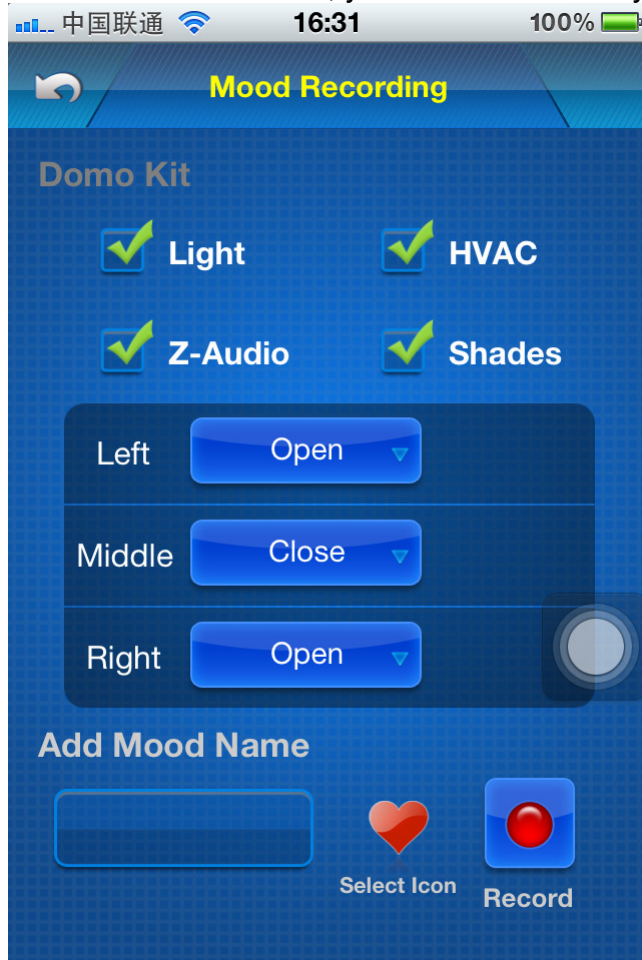 中国联通 16:31 100%
Mood Recording
Domo Kit
Light HVAC
Z-Audio Shades
Left Open
Middle Close
Right Open
Add Mood Name
Select Icon Record